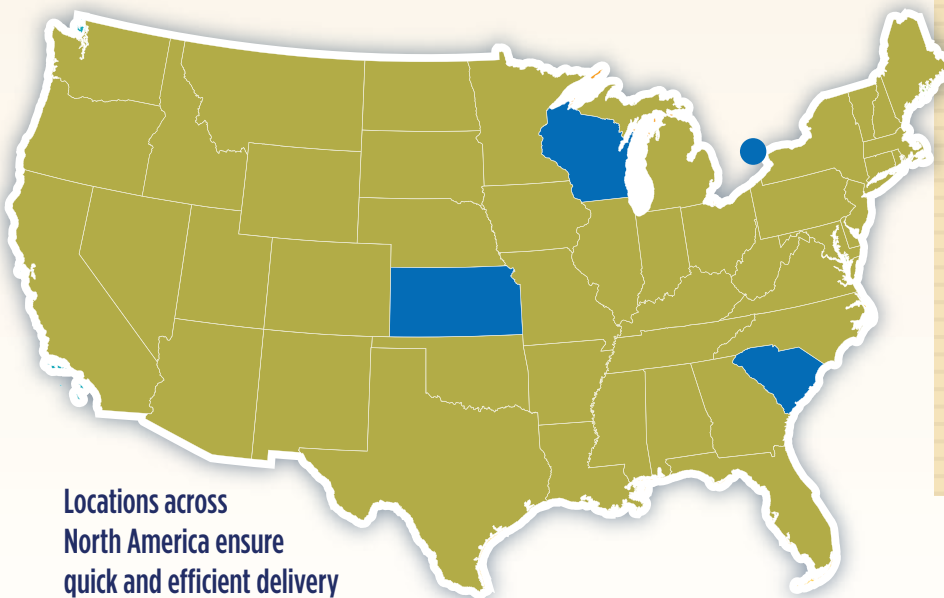 Locations across
North America ensure
quick and efficient delivery